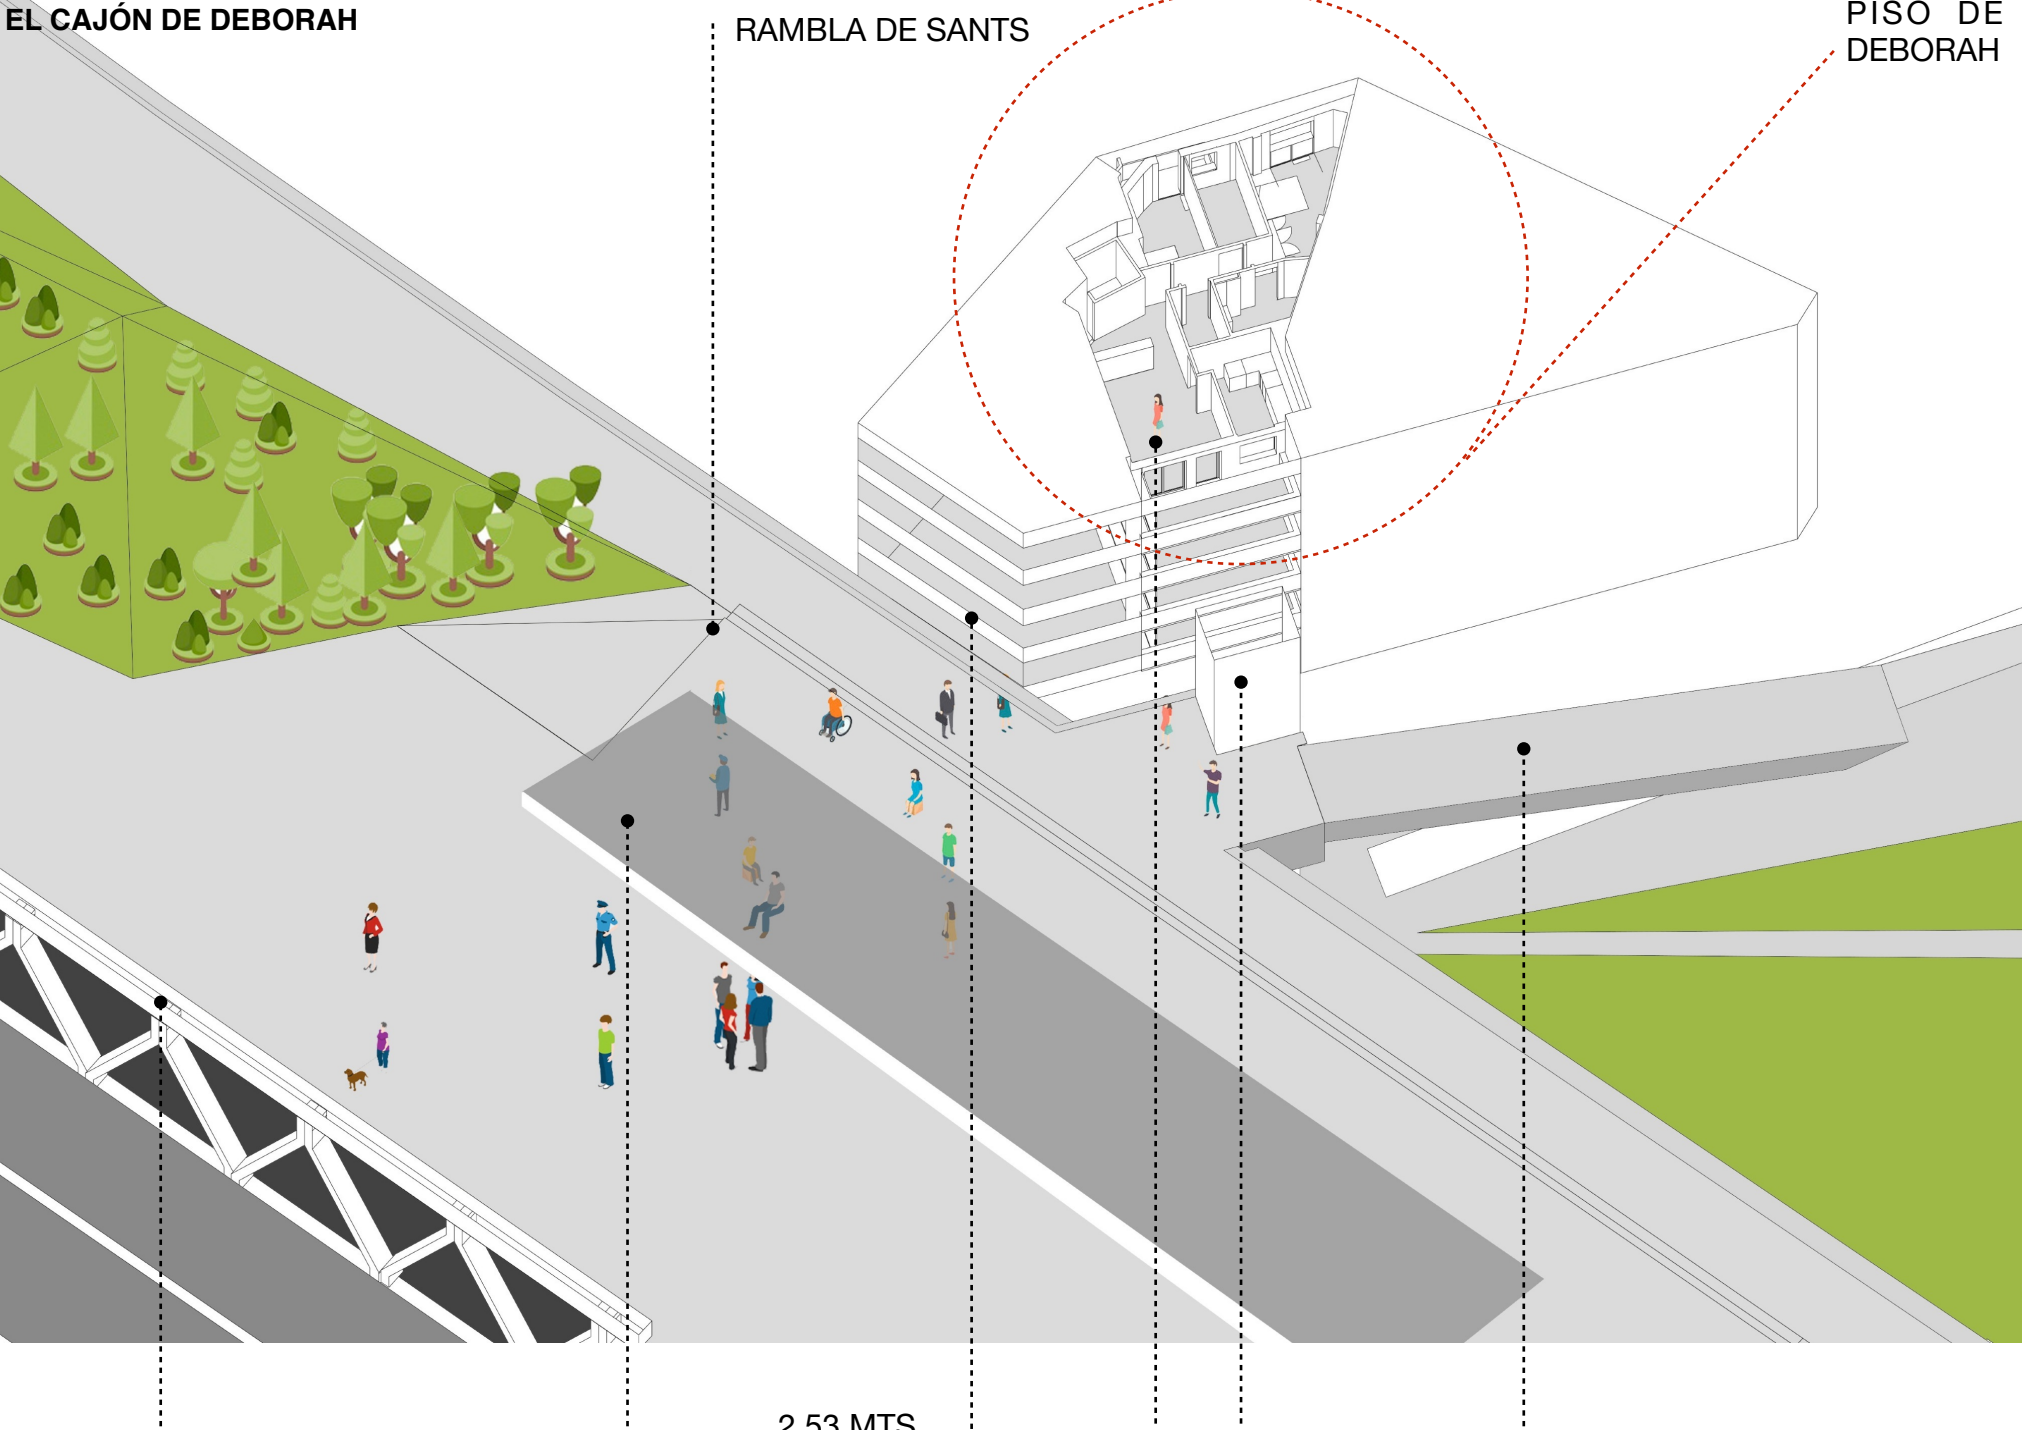 EL CAJÓN DE DEBORAH
RAMBLA DE SANTS
PISO DE
DEBORAH
2,53 MTS